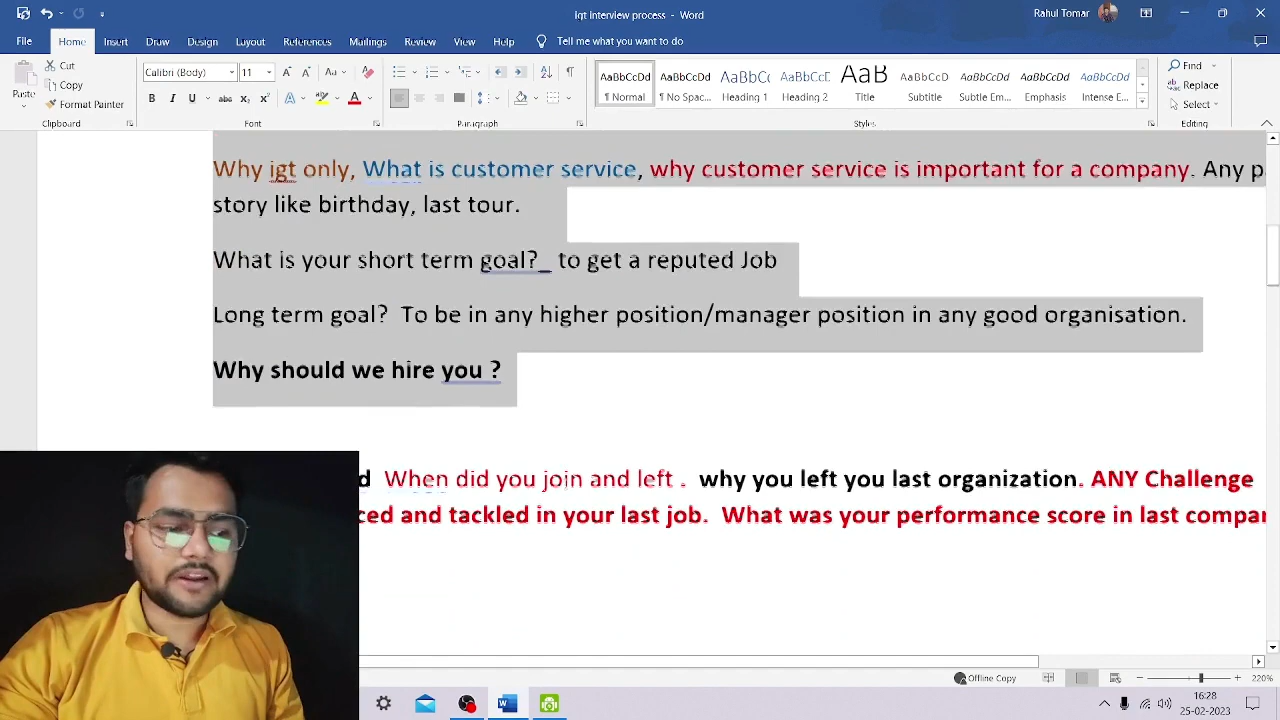 iqt Interview process - Word
Rahul Tomar
File Home Insert Draw Design Layout References Mailings Review View Help Tell me what you want to do
Paste
Cut
Copy
Format Painter
Calibri (Body) 11
B I U abc X₂ X² A A
Aa
AaBbCcDd AaBbCcDd AaBbCc AaBbCcD AaB AaBbCcD AaBbCcDd AaBbCcDd AaBbCcDd
¶ Normal ¶ No Spac... Heading 1 Heading 2 Title Subtitle Subtle Em... Emphasis Intense E...
Find
Replace
Select
Clipboard Font Paragraph Styles Editing
Why igt only, What is customer service, why customer service is important for a company. Any
story like birthday, last tour.
What is your short term goal?_ to get a reputed Job
Long term goal? To be in any higher position/manager position in any good organisation.
Why should we hire you ?
When did you join and left . why you left you last organization. ANY Challenge
and tackled in your last job. What was your performance score in last
Offline Copy
220%
16:28
25-02-2023